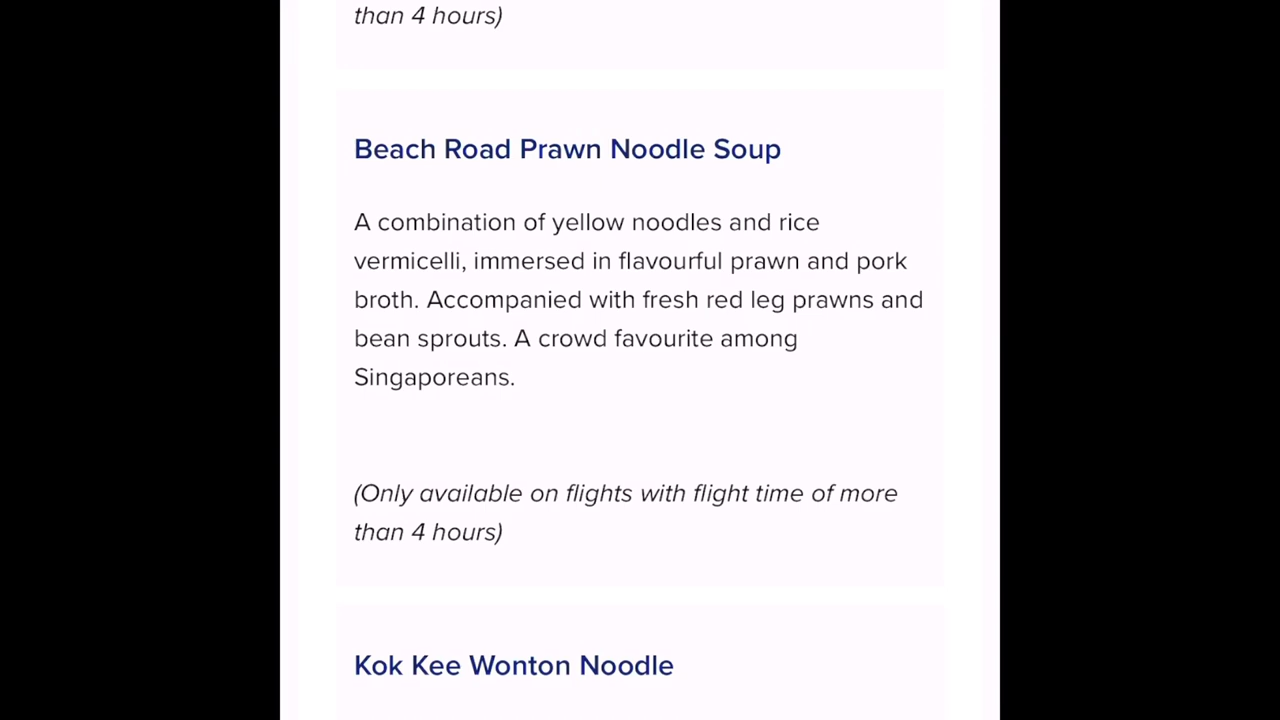 than 4 hours)
Beach Road Prawn Noodle Soup
A combination of yellow noodles and rice
vermicelli, immersed in flavourful prawn and pork
broth. Accompanied with fresh red leg prawns and
bean sprouts. A crowd favourite among
Singaporeans.
(Only available on flights with flight time of more
than 4 hours)
Kok Kee Wonton Noodle